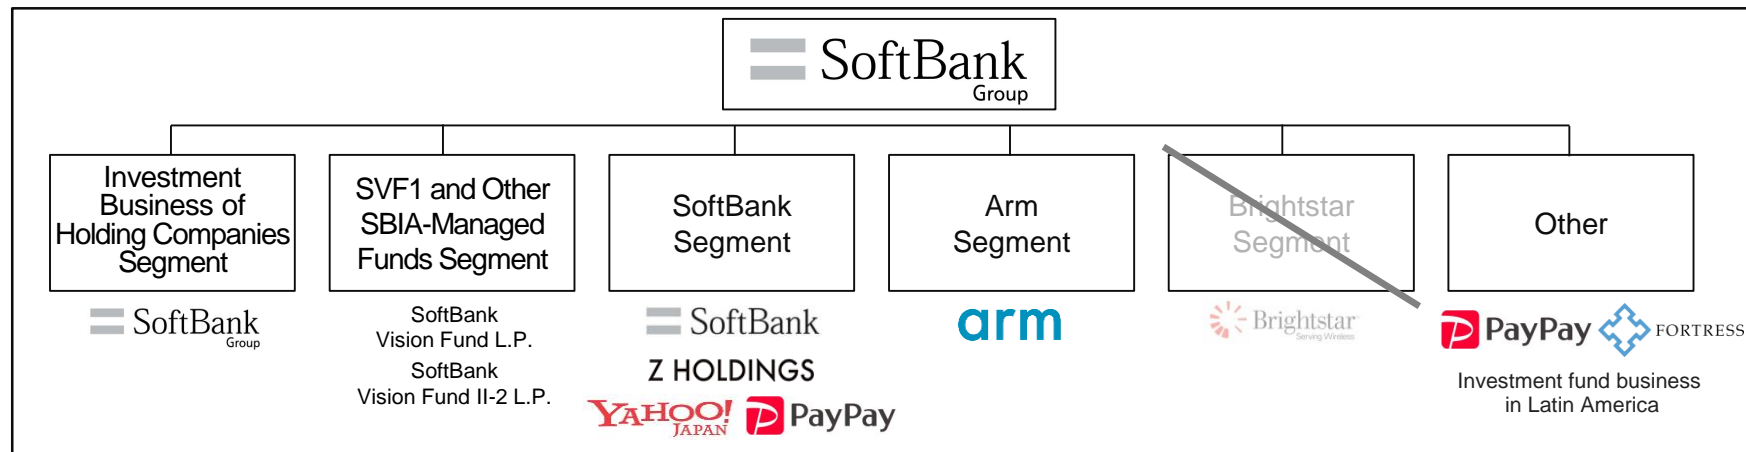 SoftBank
Group
Investment
Business of
Holding Companies
Segment
SVF1 and Other
SBIA-Managed
Funds Segment
SoftBank
Segment
Arm
Segment
Brightstar
Segment
Other
SoftBank
Group
SoftBank
Vision Fund L.P.
SoftBank
Vision Fund II-2 L.P.
SoftBank
Z HOLDINGS
YAHOO!
JAPAN
PayPay
arm
Brightstar
Serving Wireless
PayPay
FORTRESS
Investment fund business
in Latin America